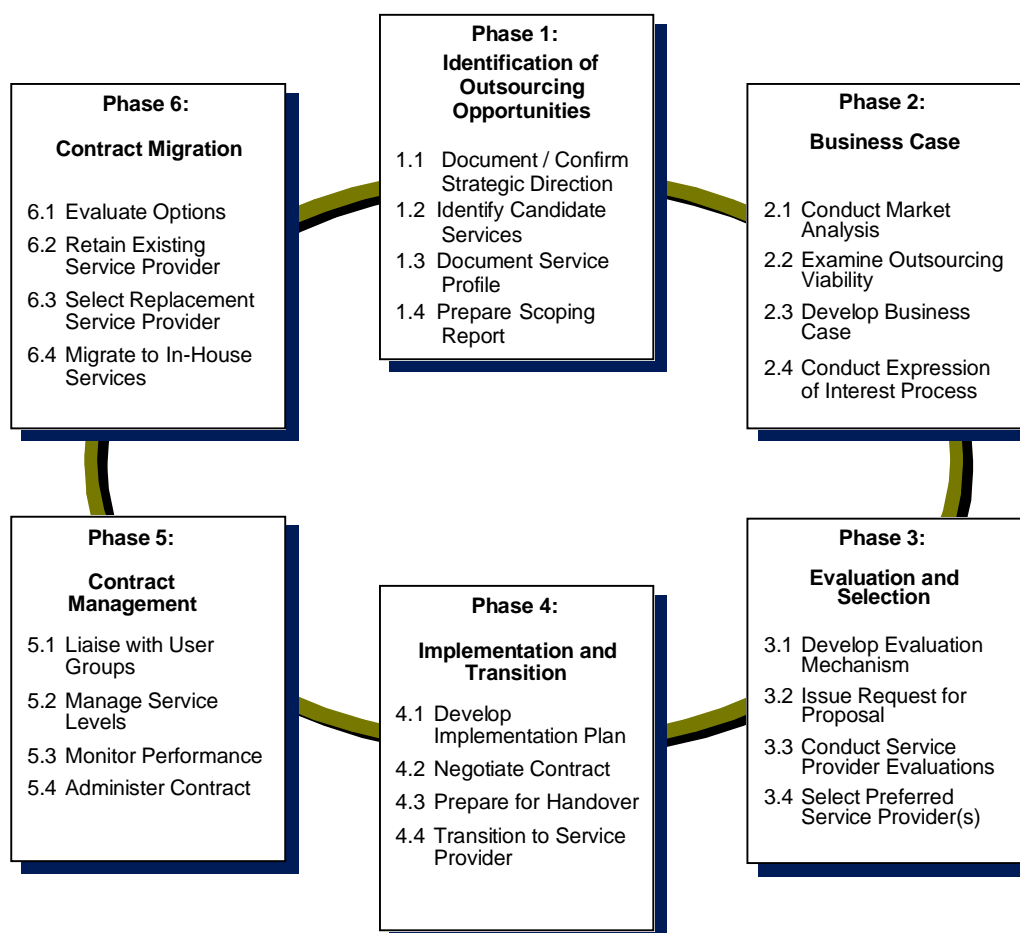 Phase 1:
Identification of
Outsourcing
Opportunities
1.1 Document / Confirm
Strategic Direction
1.2 Identify Candidate
Services
1.3 Document Service
Profile
1.4 Prepare Scoping
Report
Phase 2:
Business Case
2.1 Conduct Market
Analysis
2.2 Examine Outsourcing
Viability
2.3 Develop Business
Case
2.4 Conduct Expression
of Interest Process
Phase 3:
Evaluation and
Selection
3.1 Develop Evaluation
Mechanism
3.2 Issue Request for
Proposal
3.3 Conduct Service
Provider Evaluations
3.4 Select Preferred
Service Provider(s)
Phase 4:
Implementation and
Transition
4.1 Develop
Implementation Plan
4.2 Negotiate Contract
4.3 Prepare for Handover
4.4 Transition to Service
Provider
Phase 5:
Contract
Management
5.1 Liaise with User
Groups
5.2 Manage Service
Levels
5.3 Monitor Performance
5.4 Administer Contract
Phase 6:
Contract Migration
6.1 Evaluate Options
6.2 Retain Existing
Service Provider
6.3 Select Replacement
Service Provider
6.4 Migrate to In-House
Services